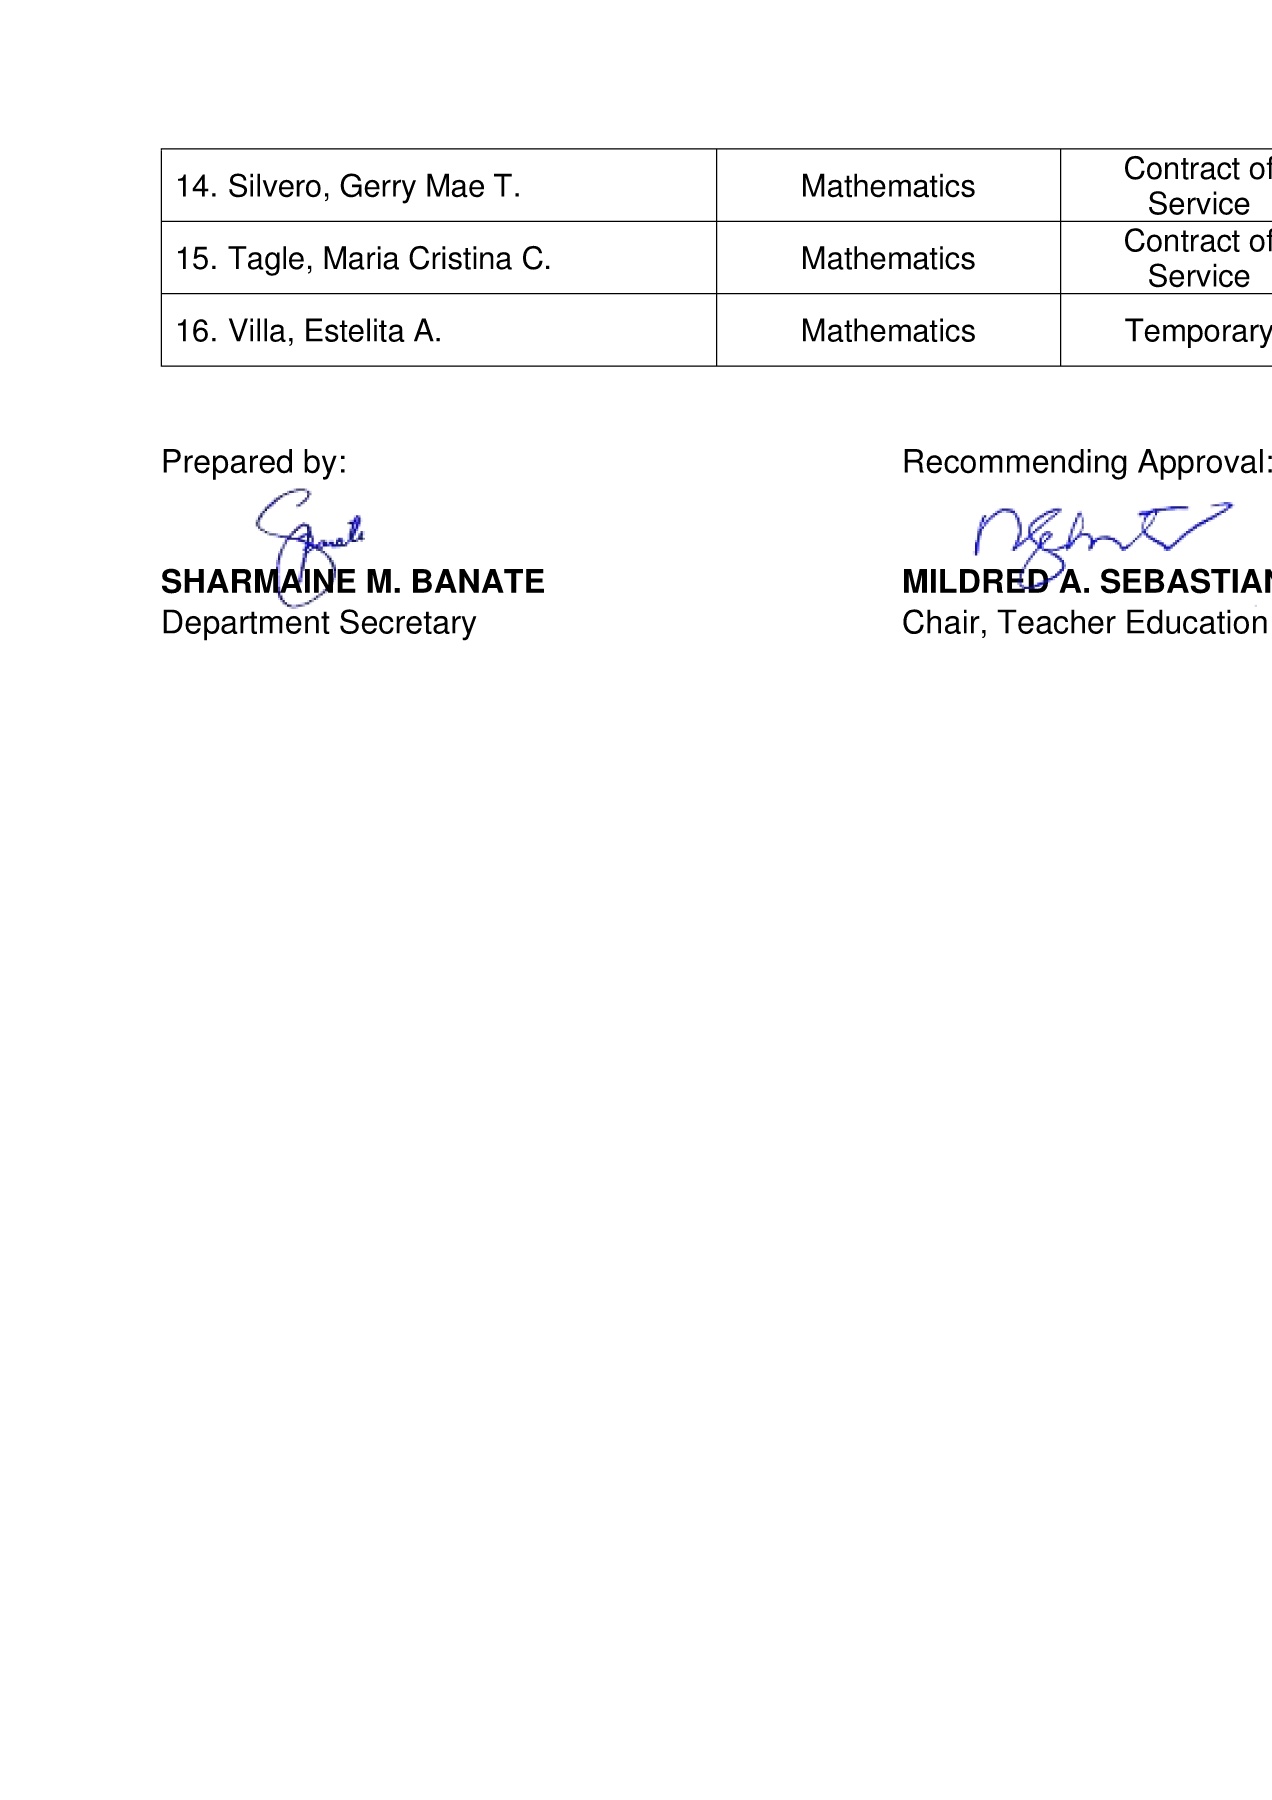 14. Silvero, Gerry Mae T. Mathematics Contract of
Service
15. Tagle, Maria Cristina C. Mathematics Contract of
Service
16. Villa, Estelita A. Mathematics Temporary
Prepared by: Recommending Approval:
SHARMAINE M. BANATE MILDRED A. SEBASTIAN
Department Secretary Chair, Teacher Education